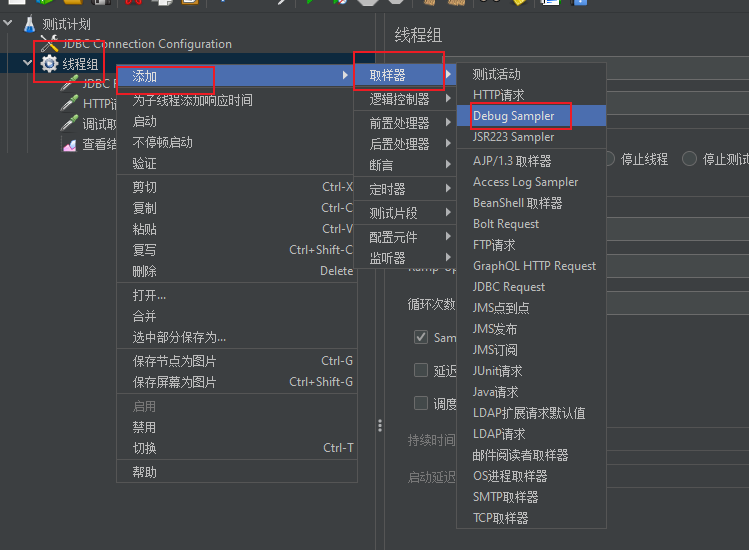 测试计划
JDBC Connection Configuration
线程组
JDBC
HTTP请
调试取
查看结
添加
为子线程添加响应时间
启动
不停顿启动
验证
剪切 Ctrl-X
复制 Ctrl-C
粘贴 Ctrl-V
复写 Ctrl+Shift-C
删除 Delete
打开...
合并
选中部分保存为...
保存节点为图片 Ctrl-G
保存屏幕为图片 Ctrl+Shift-G
启用
禁用
切换 Ctrl-T
帮助
取样器
逻辑控制器
前置处理器
后置处理器
断言
定时器
测试片段
配置元件
监听器
测试活动
HTTP请求
Debug Sampler
JSR223 Sampler
AJP/1.3 取样器
Access Log Sampler
BeanShell 取样器
Bolt Request
FTP请求
GraphQL HTTP Request
JDBC Request
JMS点到点
JMS发布
JMS订阅
JUnit请求
Java请求
LDAP扩展请求默认值
LDAP请求
邮件阅读者取样器
OS进程取样器
SMTP取样器
TCP取样器
线程组
停止线程
停止测试
Ramp-Up
循环次数
Sam
延迟
调度
持续时间
启动延迟